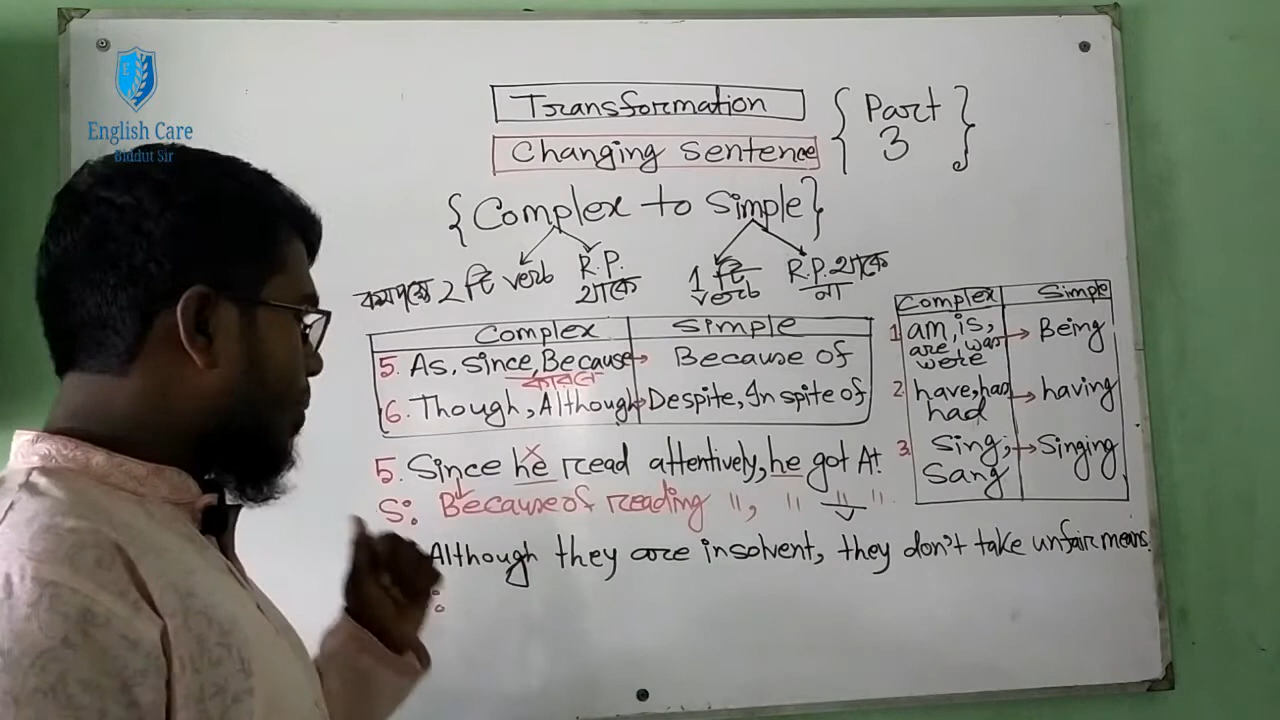 English Care
Biddut Sir
Transformation
Changing Sentence
{ Part 3 }
{Complex to Simple}
কমপক্ষে 2 টি verb
R.P. থাকে
1 টি verb
R.P. থাকে না
Complex | Simple
5. As, Since, Because → Because of
কারণে
6. Though, Although → Despite, In spite of
Complex | Simple
1. am, is, are, was were → Being
2. have, had had → having
3. Sing, Sang → Singing
5. Since he read attentively, he got A+.
S: Because of reading ", " " ".
Although they are insolvent, they don't take unfair means.
: